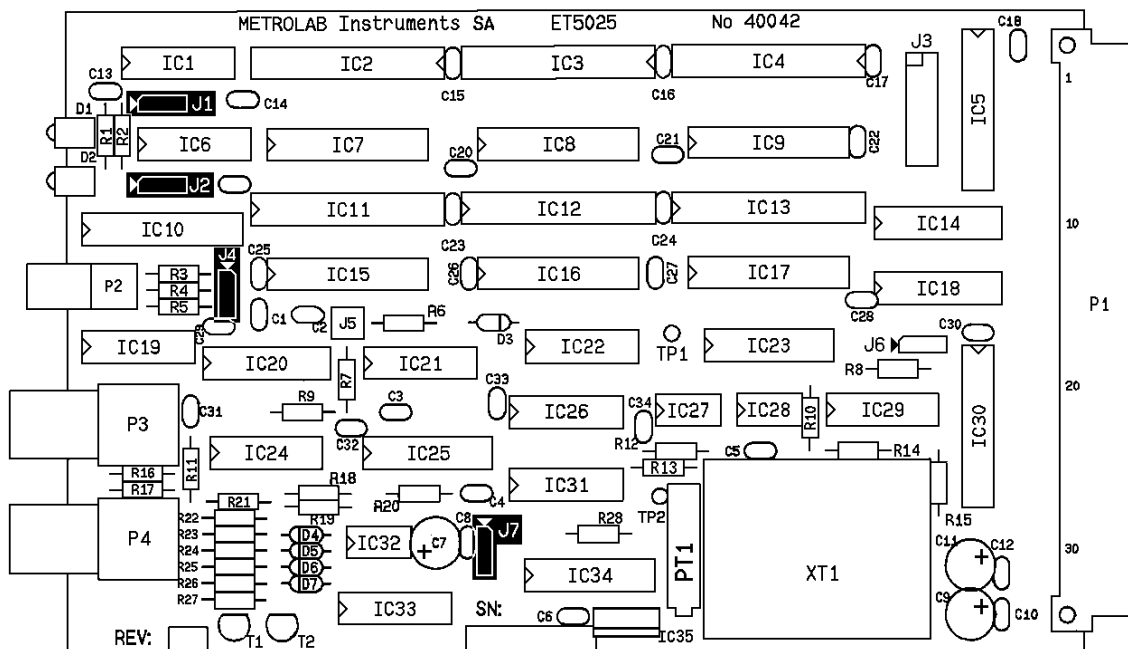 METROLAB Instruments SA ET5025 No 40042 C18
IC1 IC2 IC3 IC4 J3
C13 C15 C16 C17 1
D1 J1 C14 IC5
R1 R2 IC6 IC7 IC8 C21 IC9 C22
D2 C20
J2
IC10 IC11 IC12 IC13 IC14 10
J4 C25 C23 C24
R3 IC15 C26 IC16 C27 IC17
P2 R4 IC18 P1
R5 C1 C2 J5 R6 C28
C29 D3 C30
IC19 IC20 IC21 IC22 TP1 IC23 J6
R7 R8
R9 C3 C33 20
P3 C31 IC26 C34 IC27 IC28 R10 IC29 IC30
C32
IC24 IC25 R12 C5 R14
R16 R11 R13
R17 R18 IC31
R21 R20 C4
R22 R19 TP2 R15
P4 R23 D4 IC32 C7 C8 J7 R28 C11 C12
R24 D5 30
R25 D6 IC34 PT1 XT1
R26 D7
R27 IC33 SN: C6 C9 C10
REV: T1 T2 IC35